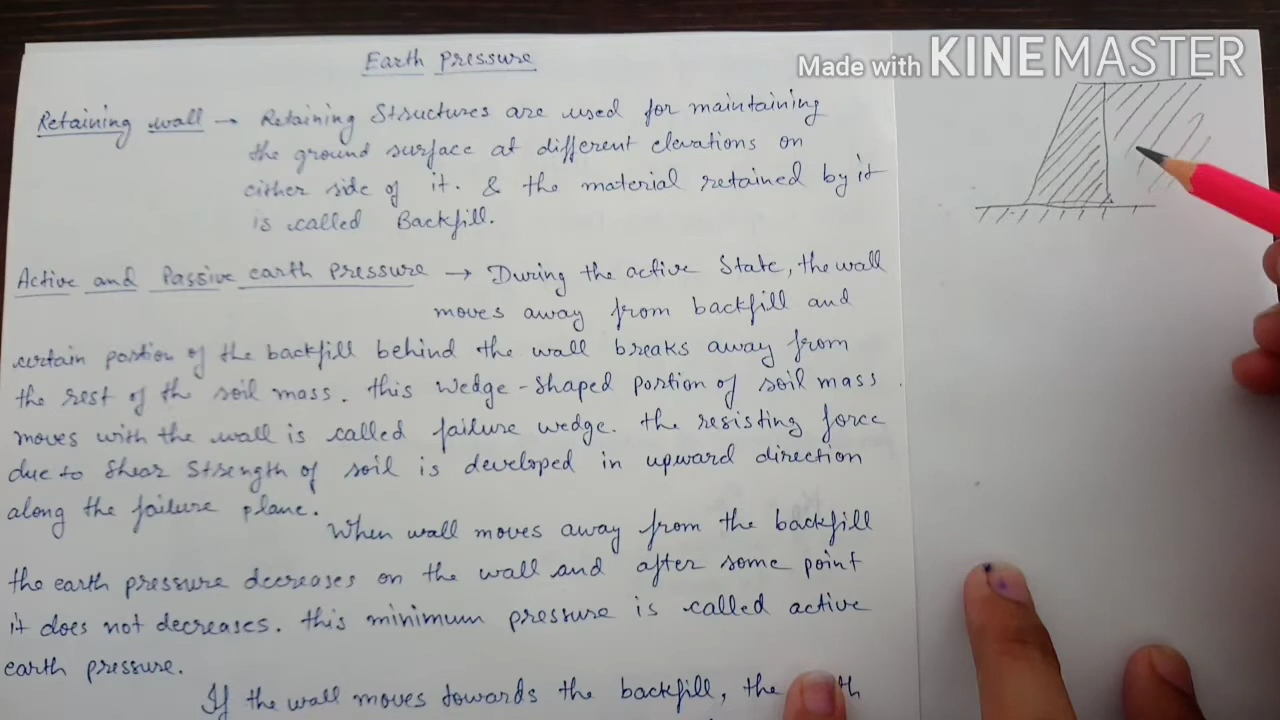 Made with KINEMASTER
Earth Pressure
Retaining wall → Retaining Structures are used for maintaining
the ground surface at different elevations on
either side of it. & the material retained by it
is called Backfill.
Active and Passive earth pressure → During the active State, the wall
moves away from backfill and
certain portion of the backfill behind the wall breaks away from
the rest of the soil mass. this wedge-shaped portion of soil mass
moves with the wall is called failure wedge. the resisting force
due to shear strength of soil is developed in upward direction
along the failure plane.
When wall moves away from the backfill
the earth pressure decreases on the wall and after some point
it does not decreases. this minimum pressure is called active
earth pressure.
If the wall moves towards the backfill, the